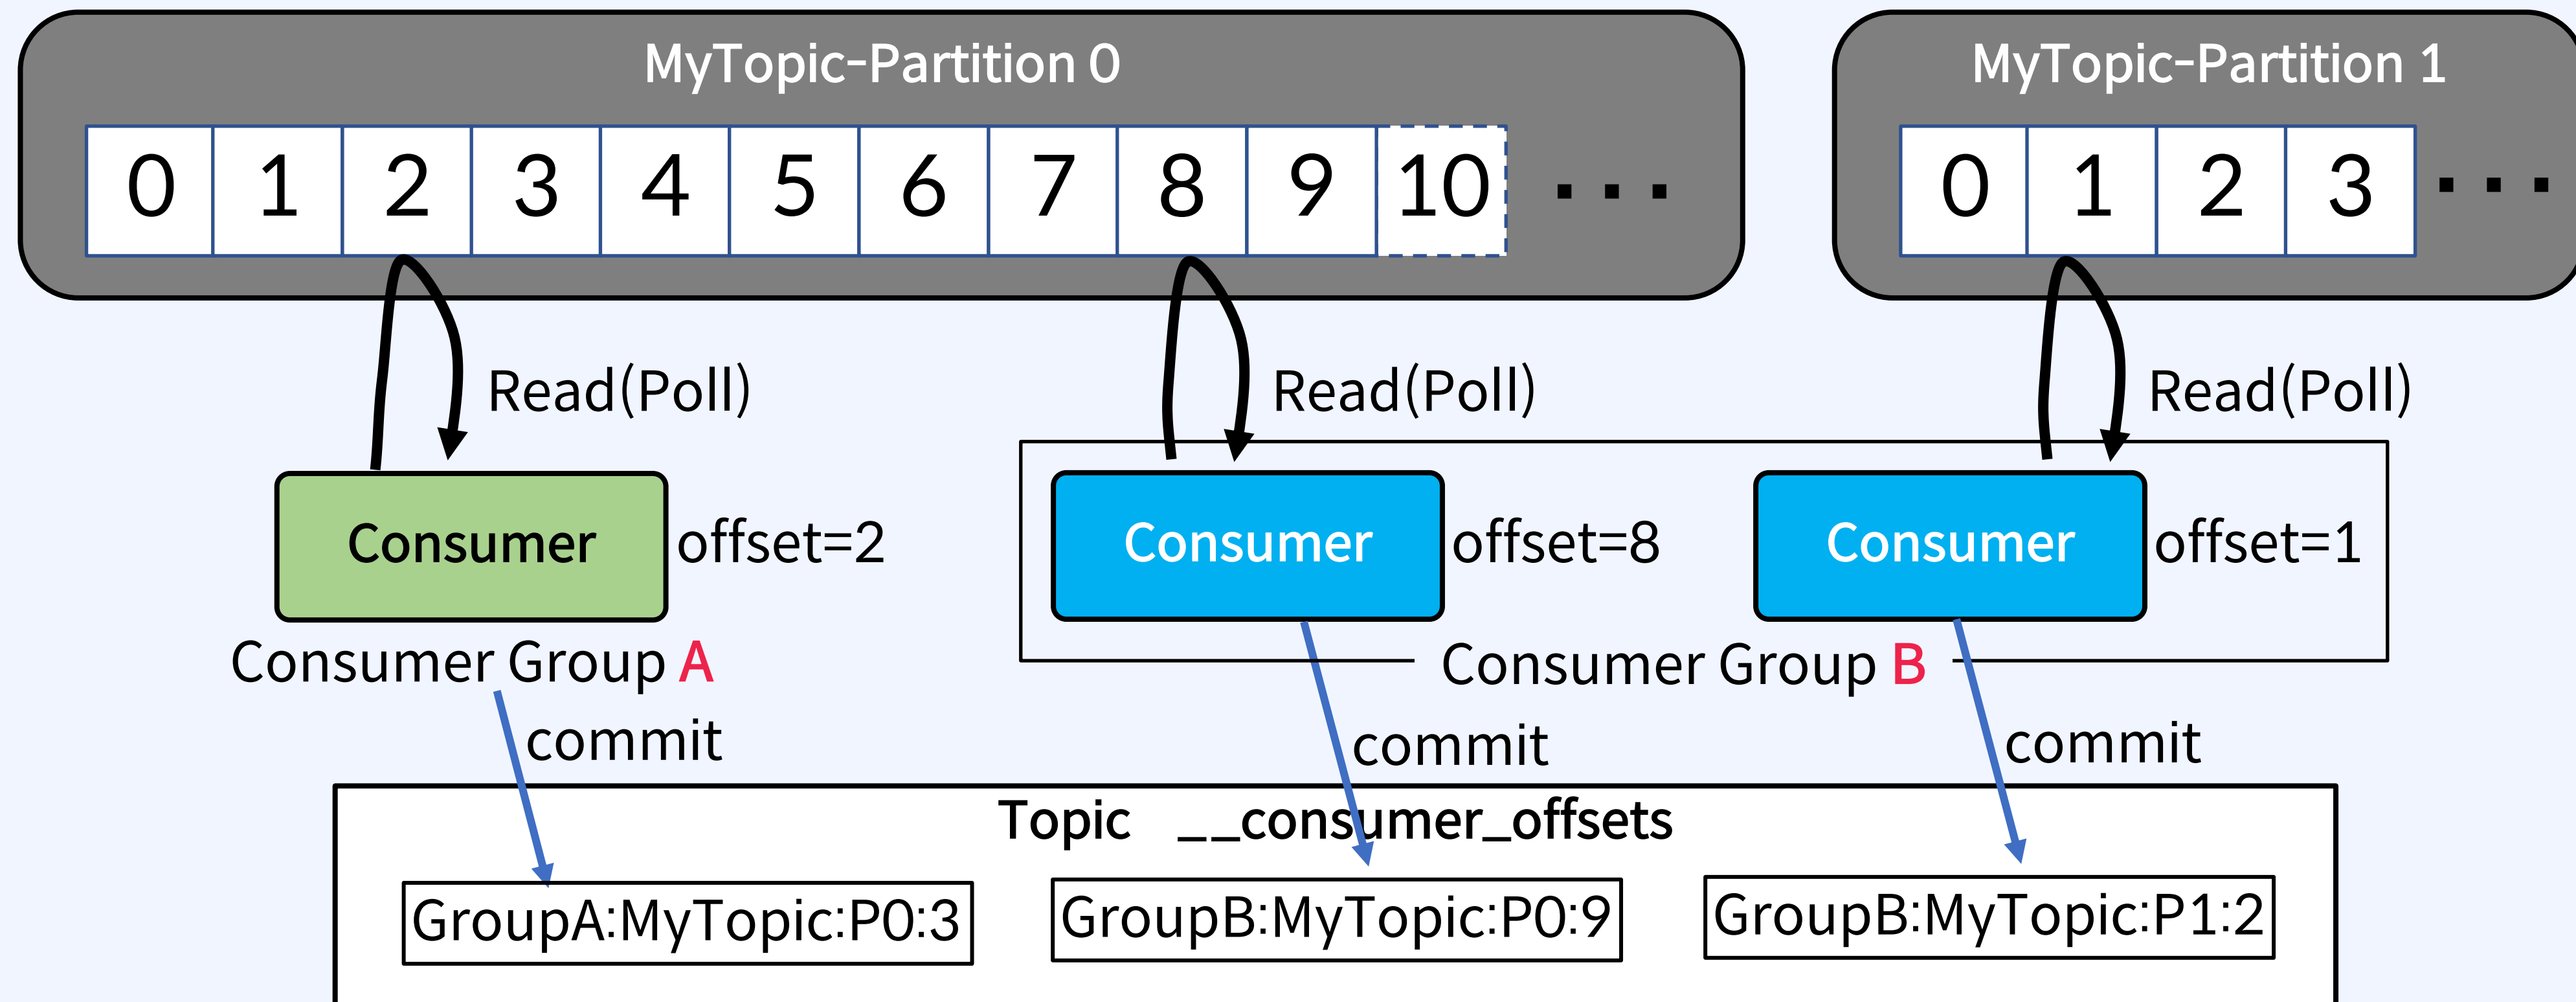 MyTopic-Partition 0
MyTopic-Partition 1
0 1 2 3 4 5 6 7 8 9 10 ...
0 1 2 3 ...
Read(Poll)
Read(Poll)
Read(Poll)
Consumer offset=2
Consumer offset=8
Consumer offset=1
Consumer Group A
Consumer Group B
commit
commit
commit
Topic __consumer_offsets
GroupA:MyTopic:P0:3
GroupB:MyTopic:P0:9
GroupB:MyTopic:P1:2